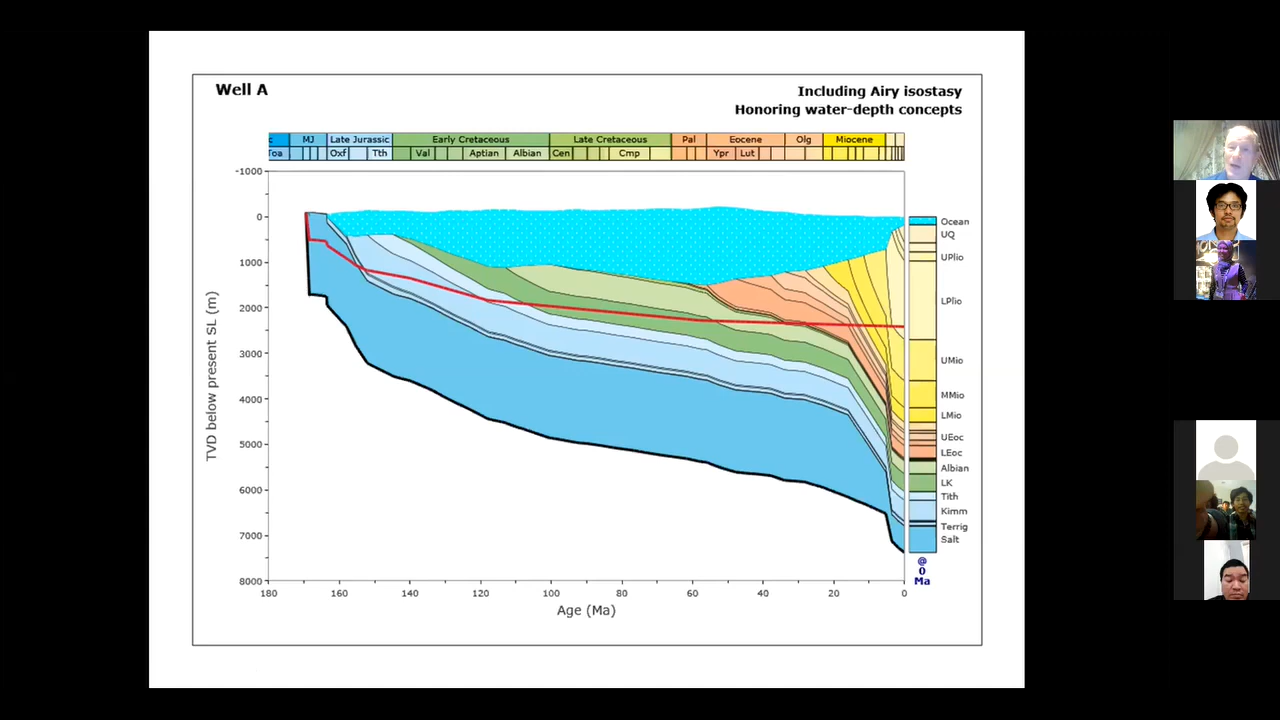 Well A
Including Airy isostasy
Honoring water-depth concepts
c MJ Late Jurassic Early Cretaceous Late Cretaceous Pal Eocene Olg Miocene
Toa Oxf Tth Val Aptian Albian Cen Cmp Ypr Lut
-1000
0
1000
2000
3000
4000
5000
6000
7000
8000
TVD below present SL (m)
180 160 140 120 100 80 60 40 20 0
Age (Ma)
Ocean
UQ
UPlio
LPlio
UMio
MMio
LMio
UEoc
LEoc
Albian
LK
Tith
Kimm
Terrig
Salt
@
0
Ma